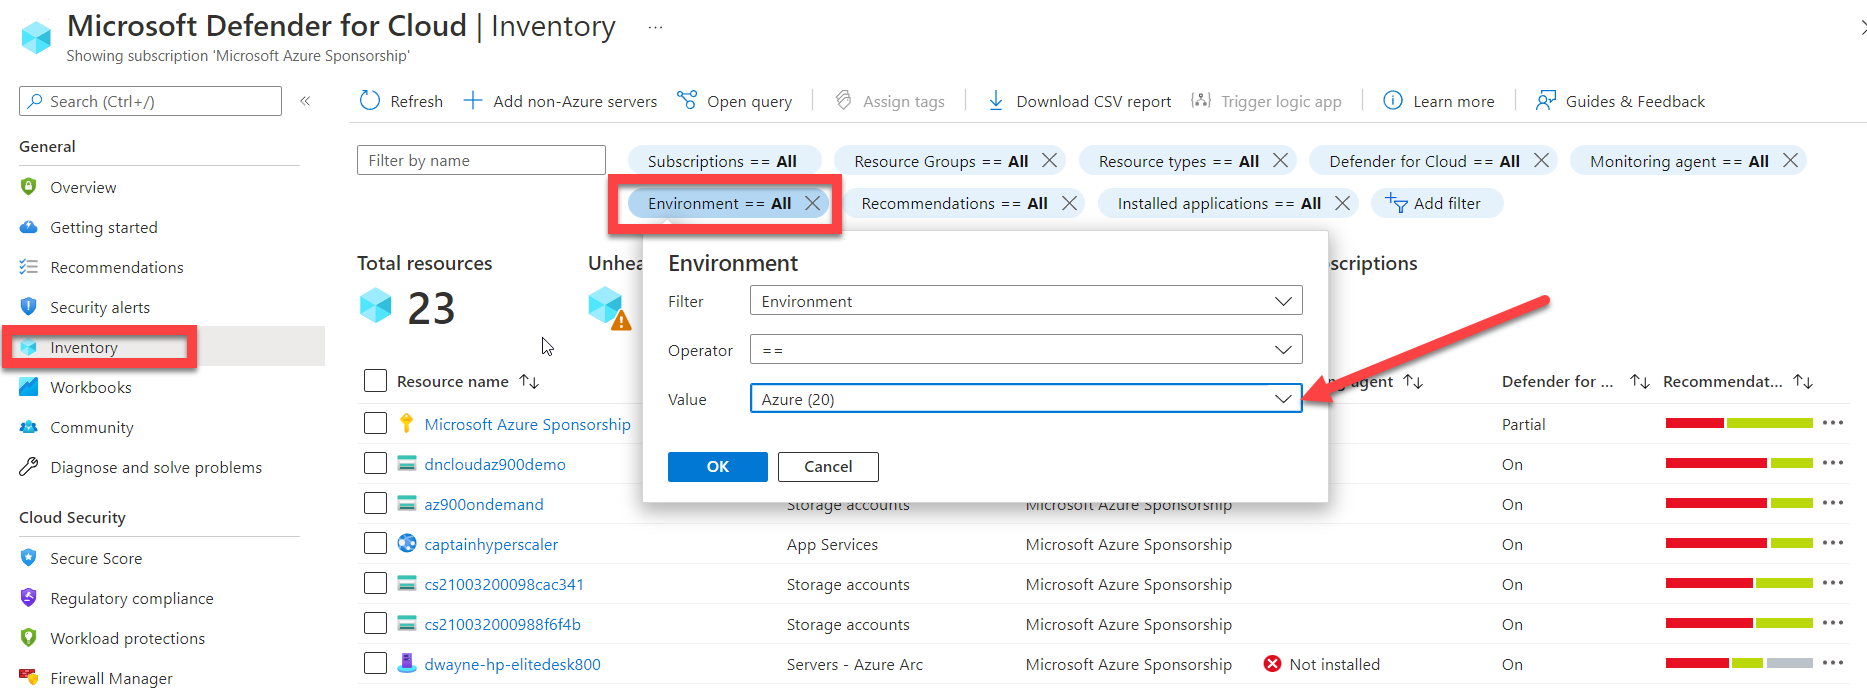 Microsoft Defender for Cloud | Inventory ...
Showing subscription 'Microsoft Azure Sponsorship'
Search (Ctrl+/) «
Refresh Add non-Azure servers Open query Assign tags Download CSV report Trigger logic app Learn more Guides & Feedback
General
Overview
Getting started
Recommendations
Security alerts
Inventory
Workbooks
Community
Diagnose and solve problems
Cloud Security
Secure Score
Regulatory compliance
Workload protections
Firewall Manager
Filter by name
Subscriptions == All
Resource Groups == All
Resource types == All
Defender for Cloud == All
Monitoring agent == All
Environment == All
Recommendations == All
Installed applications == All
Add filter
Total resources
23
Unhea
scriptions
Environment
Filter Environment
Operator ==
Value Azure (20)
OK Cancel
Resource name agent Defender for ... Recommendat...
Microsoft Azure Sponsorship Partial
dncloudaz900demo On
az900ondemand Storage accounts Microsoft Azure Sponsorship On
captainhyperscaler App Services Microsoft Azure Sponsorship On
cs21003200098cac341 Storage accounts Microsoft Azure Sponsorship On
cs210032000988f6f4b Storage accounts Microsoft Azure Sponsorship On
dwayne-hp-elitedesk800 Servers - Azure Arc Microsoft Azure Sponsorship Not installed On